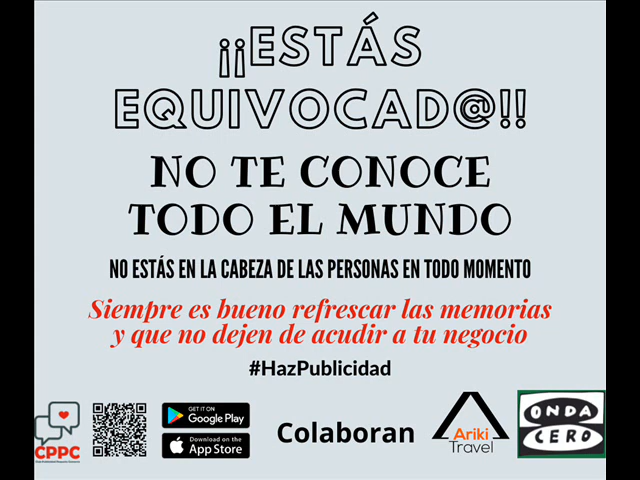 ¡¡ESTÁS
EQUIVOCAD@!!
NO TE CONOCE
TODO EL MUNDO
NO ESTÁS EN LA CABEZA DE LAS PERSONAS EN TODO MOMENTO
Siempre es bueno refrescar las memorias
y que no dejen de acudir a tu negocio
#HazPublicidad
CPPC
GET IT ON
Google Play
Download on the
App Store
Colaboran
Ariki
Travel
ONDA
CERO